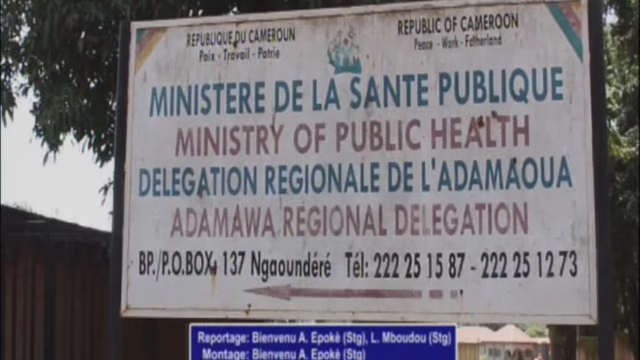 REPUBLIQUE DU CAMEROUN
Paix - Travail - Patrie
REPUBLIC OF CAMEROON
Peace - Work - Fatherland
MINISTERE DE LA SANTE PUBLIQUE
MINISTRY OF PUBLIC HEALTH
DELEGATION REGIONALE DE L'ADAMAOUA
ADAMAWA REGIONAL DELEGATION
BP./P.O.BOX. 137 Ngaoundéré Tél: 222 25 15 87 - 222 25 12 73
Reportage: Bienvenu A. Epokè (Stg), L. Mboudou (Stg)
Montage: Bienvenu A. Epokè (Stg)